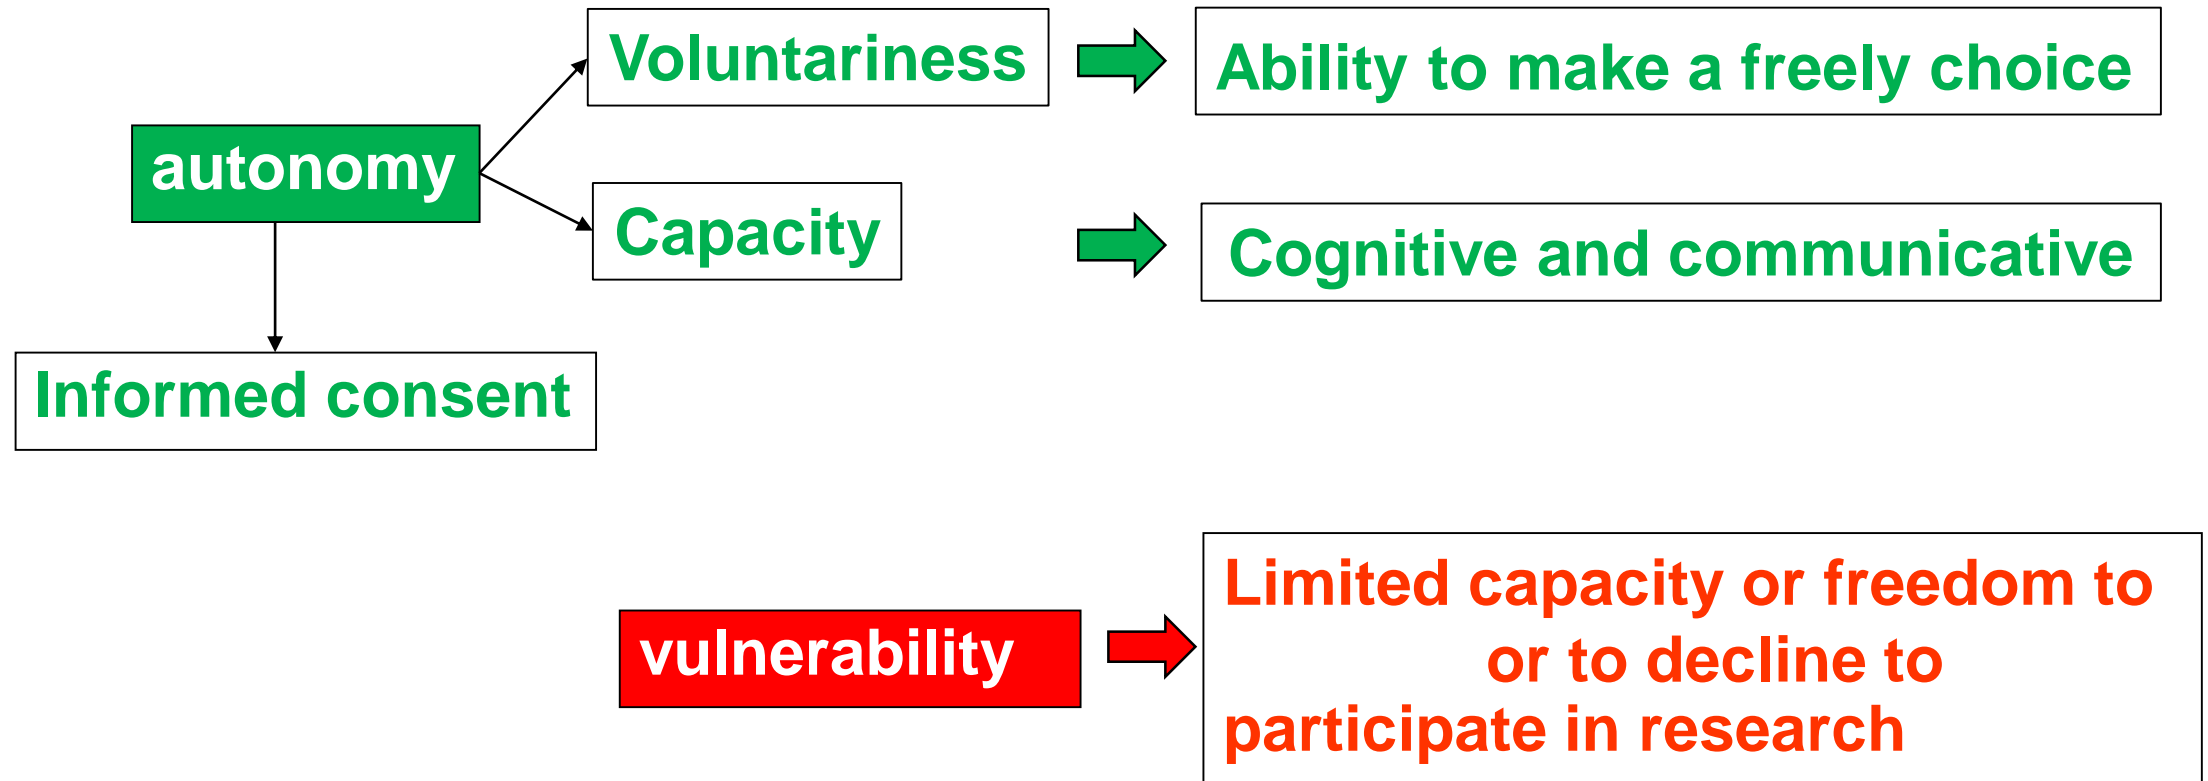 Voluntariness
Ability to make a freely choice
autonomy
Capacity
Cognitive and communicative
Informed consent
Limited capacity or freedom to
or to decline to
participate in research
vulnerability